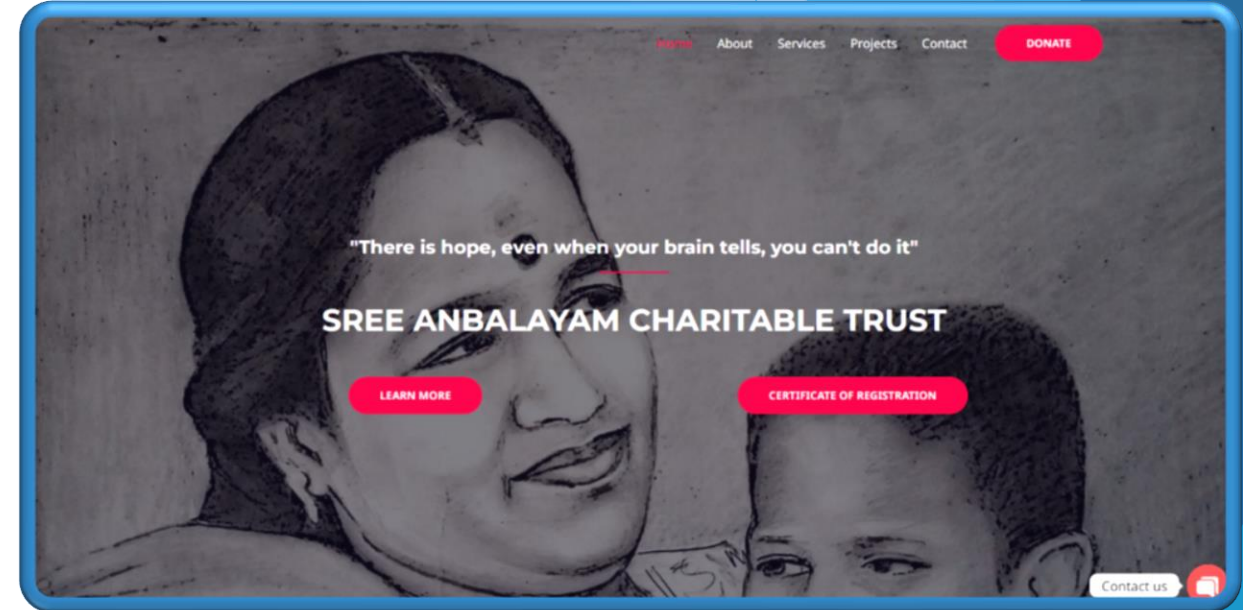 Home About Services Projects Contact DONATE
"There is hope, even when your brain tells, you can't do it"
SREE ANBALAYAM CHARITABLE TRUST
LEARN MORE CERTIFICATE OF REGISTRATION
Contact us